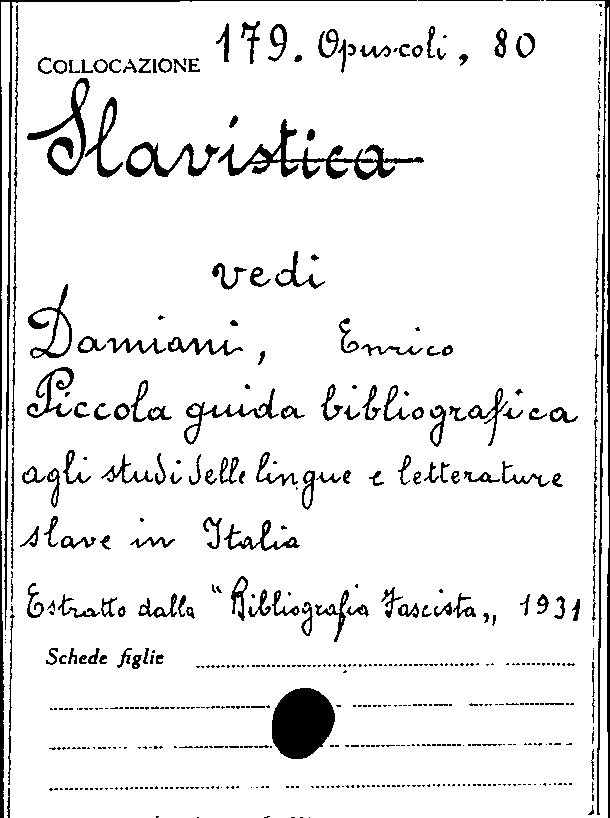 COLLOCAZIONE 179. Opuscoli, 80
Slavistica
vedi
Damiani, Enrico
Piccola guida bibliografica
agli studi delle lingue e letterature
slave in Italia
Estratto dalla "Bibliografia Fascista„ 1931
Schede figlie